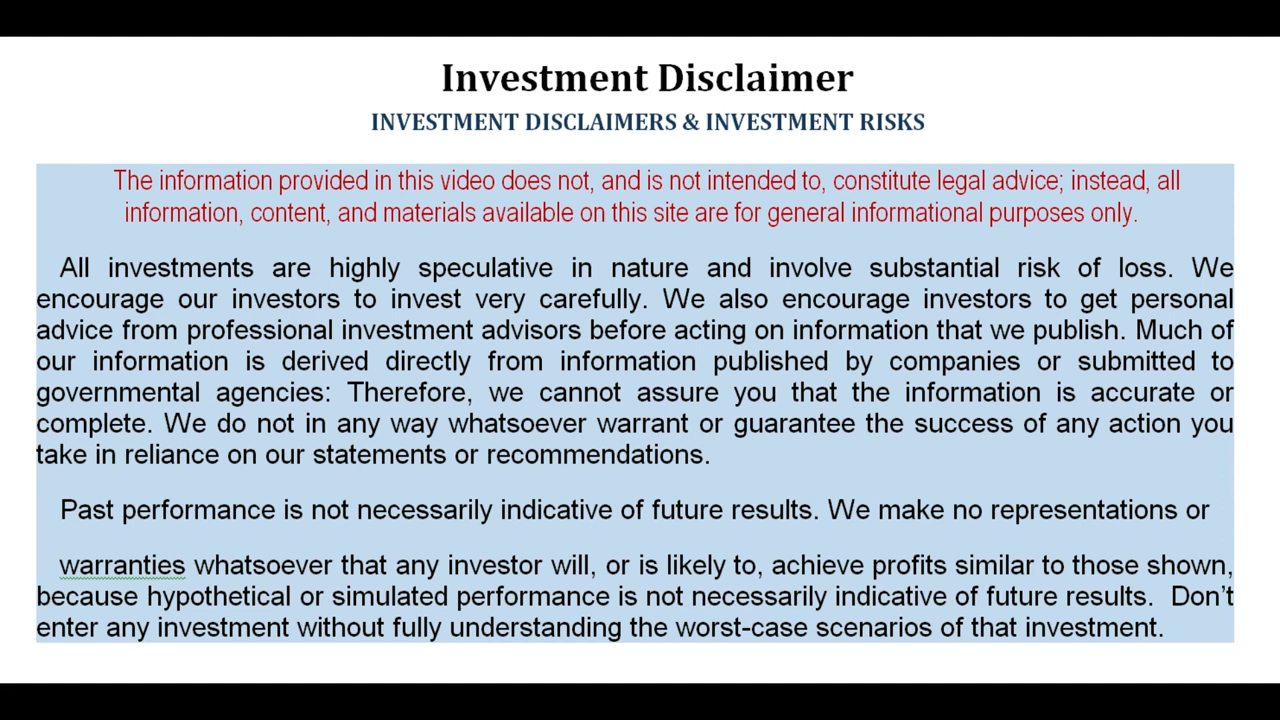 Investment Disclaimer
INVESTMENT DISCLAIMERS & INVESTMENT RISKS
The information provided in this video does not, and is not intended to, constitute legal advice; instead, all
information, content, and materials available on this site are for general informational purposes only.
All investments are highly speculative in nature and involve substantial risk of loss. We
encourage our investors to invest very carefully. We also encourage investors to get personal
advice from professional investment advisors before acting on information that we publish. Much of
our information is derived directly from information published by companies or submitted to
governmental agencies: Therefore, we cannot assure you that the information is accurate or
complete. We do not in any way whatsoever warrant or guarantee the success of any action you
take in reliance on our statements or recommendations.
Past performance is not necessarily indicative of future results. We make no representations or
warranties whatsoever that any investor will, or is likely to, achieve profits similar to those shown,
because hypothetical or simulated performance is not necessarily indicative of future results. Don’t
enter any investment without fully understanding the worst-case scenarios of that investment.